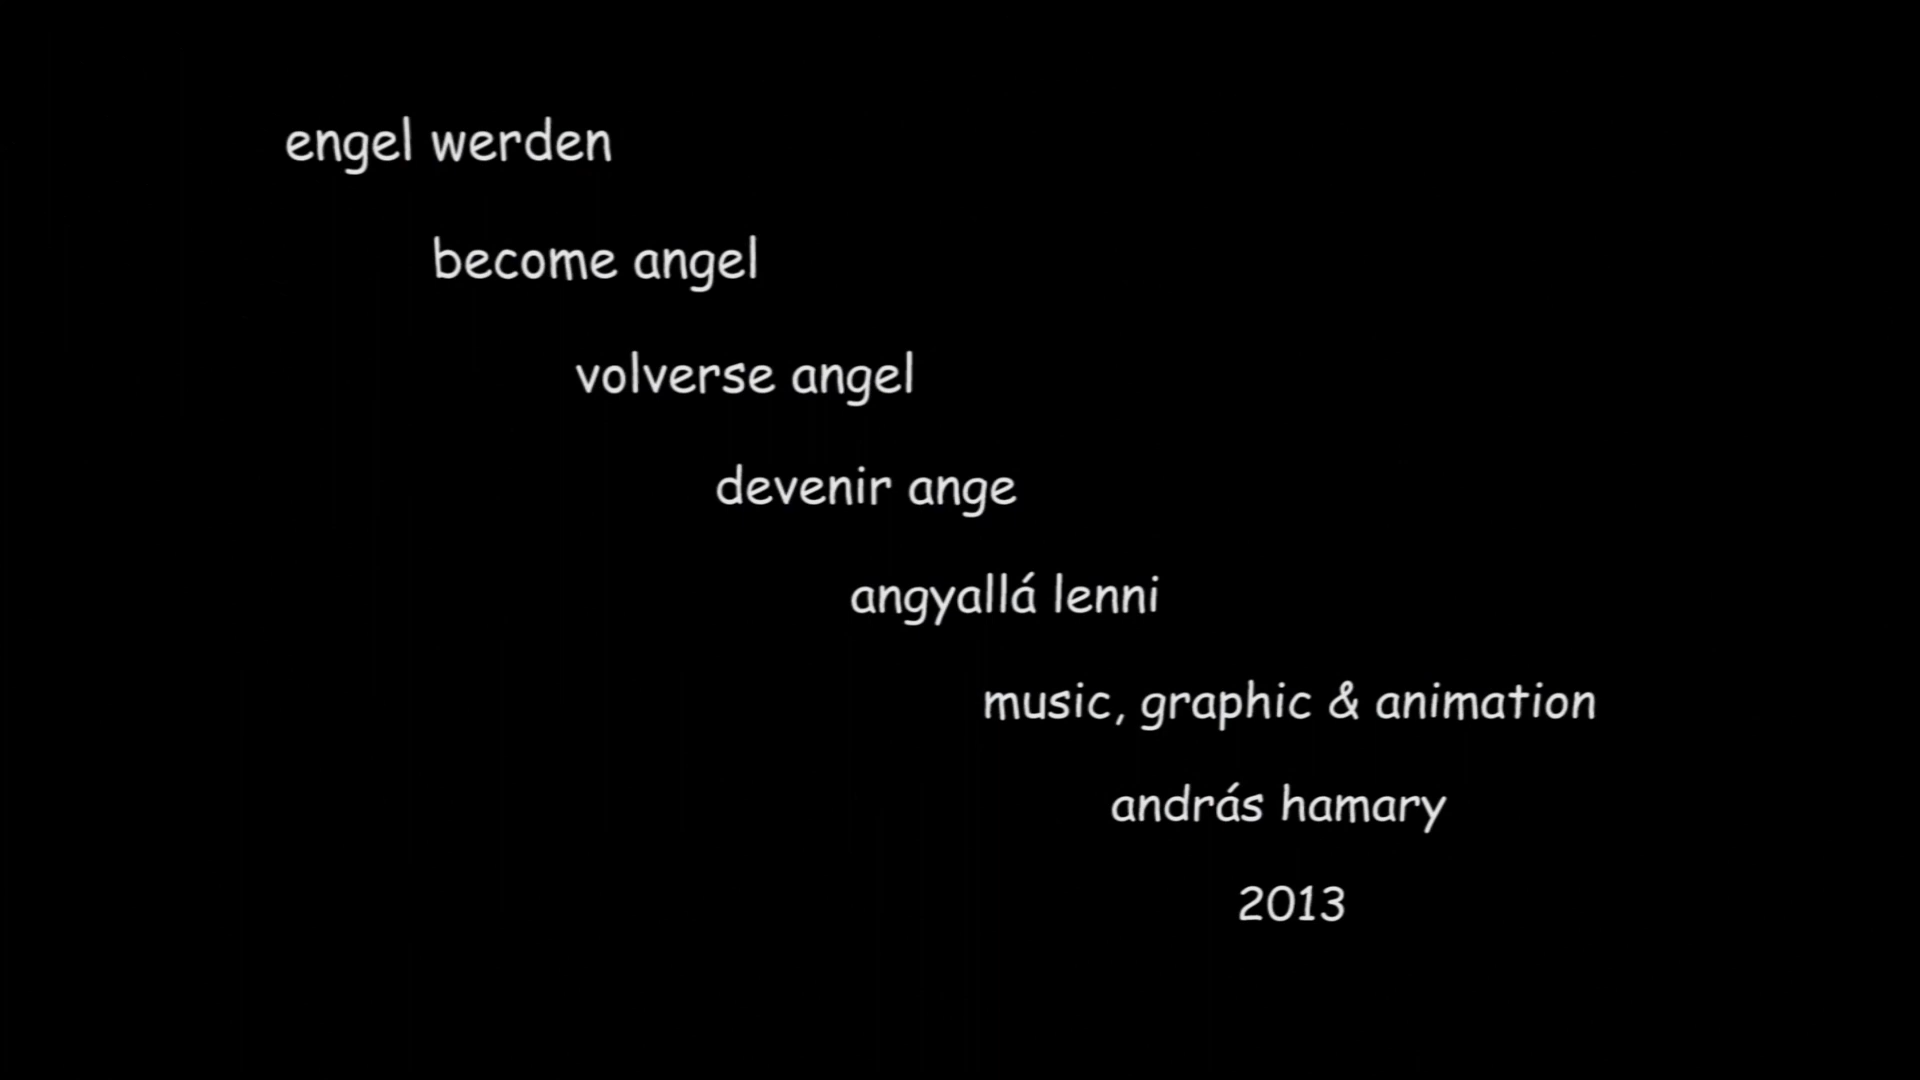 engel werden
become angel
volverse angel
devenir ange
angyallá lenni
music, graphic & animation
andrás hamary
2013